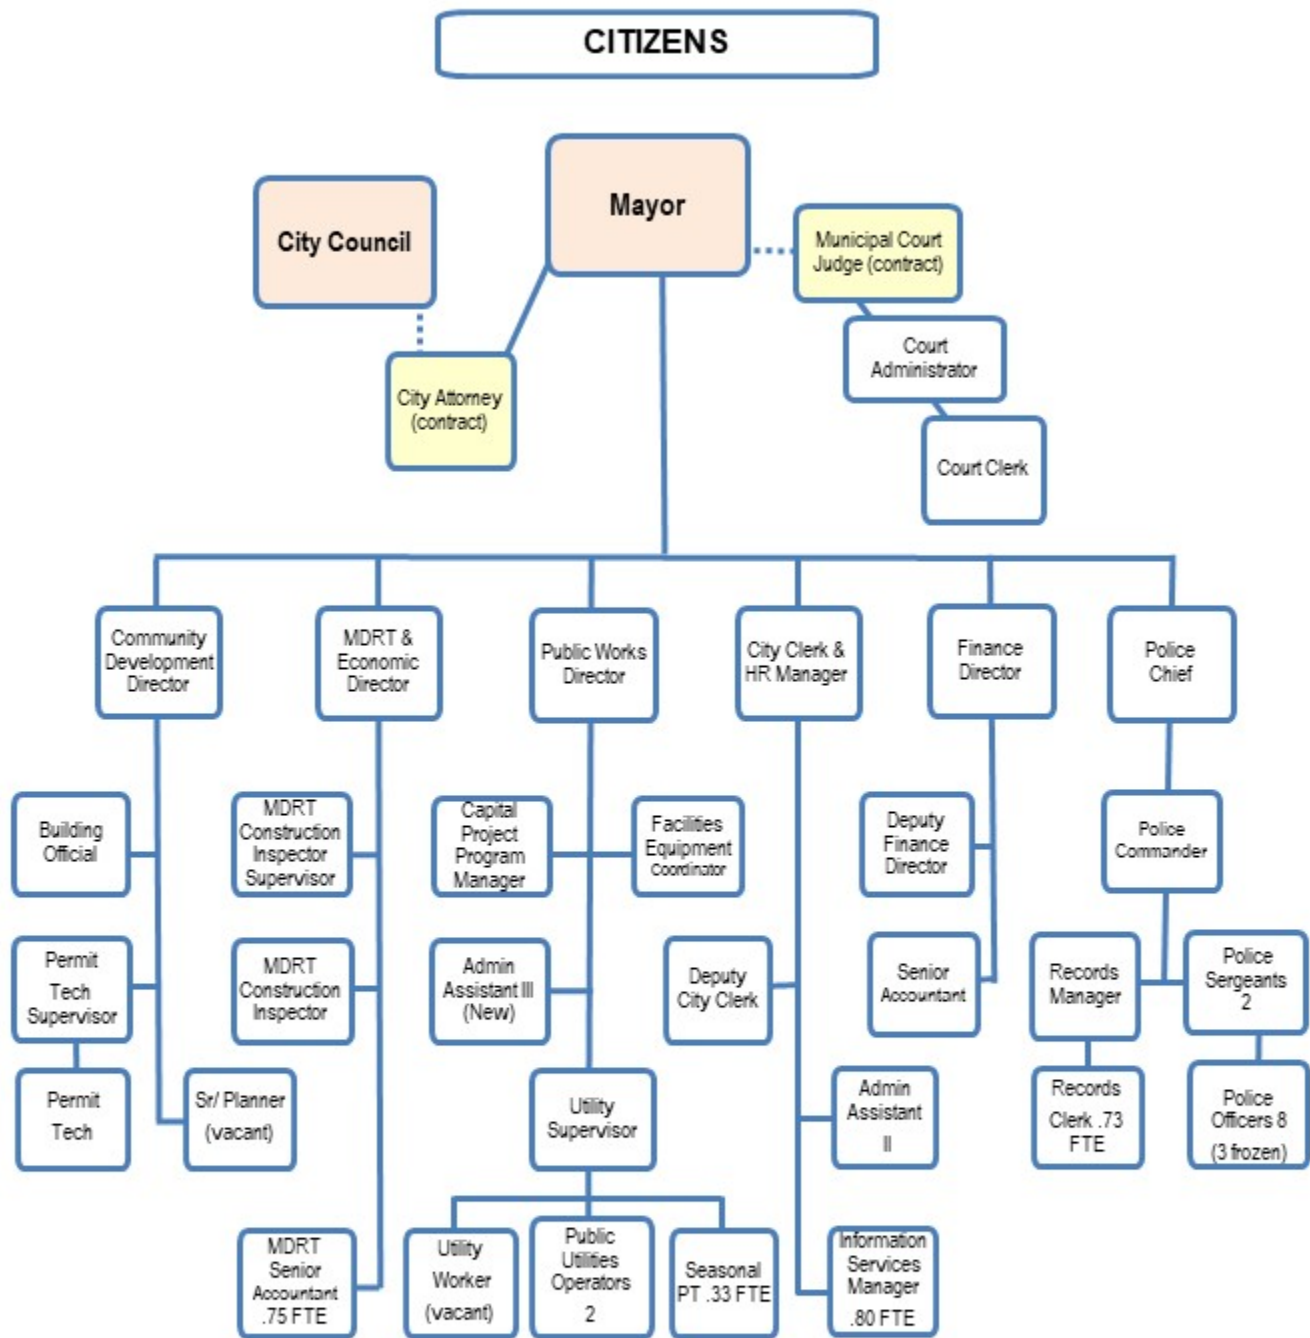 CITIZENS
Mayor
City Council
Municipal Court
Judge (contract)
Court
Administrator
City Attorney
(contract)
Court Clerk
Community
Development
Director
MDRT &
Economic
Director
Public Works
Director
City Clerk &
HR Manager
Finance
Director
Police
Chief
Building
Official
MDRT
Construction
Inspector
Supervisor
Capital
Project
Program
Manager
Facilities
Equipment
Coordinator
Deputy
Finance
Director
Police
Commander
Permit
Tech
Supervisor
MDRT
Construction
Inspector
Admin
Assistant III
(New)
Deputy
City Clerk
Senior
Accountant
Records
Manager
Police
Sergeants
2
Permit
Tech
Sr/ Planner
(vacant)
Utility
Supervisor
Admin
Assistant
II
Records
Clerk .73
FTE
Police
Officers 8
(3 frozen)
MDRT
Senior
Accountant
.75 FTE
Utility
Worker
(vacant)
Public
Utilities
Operators
2
Seasonal
PT .33 FTE
Information
Services
Manager
.80 FTE